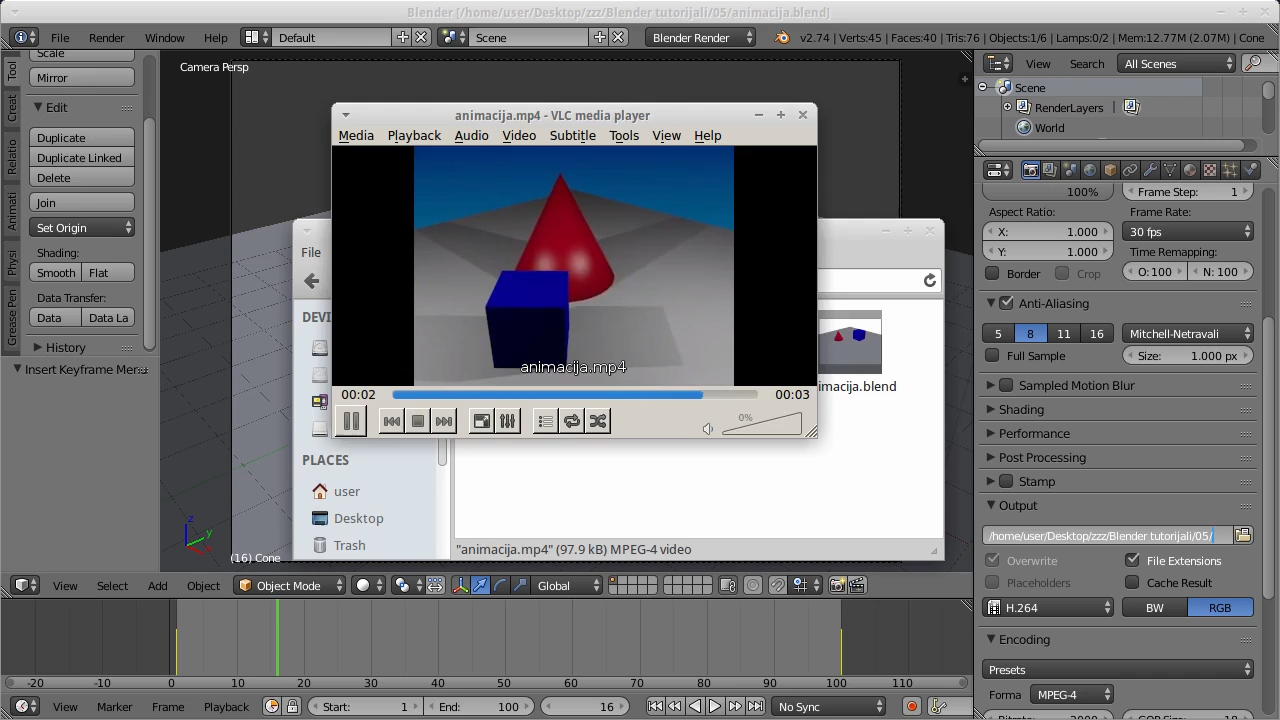 Blender [/home/user/Desktop/zzz/Blender tutorijali/05/animacija.blend]
File Render Window Help Default Scene Blender Render v2.74 | Verts:45 | Faces:40 | Tris:76 | Objects:1/6 | Lamps:0/2 | Mem:12.77M (2.07M) | Cone
Scale
Mirror
Edit
Duplicate
Duplicate Linked
Delete
Join
Set Origin
Shading:
Smooth Flat
Data Transfer:
Data Data La
History
Insert Keyframe Menu
Tool
Creat
Relatio
Animati
Physi
Grease Pen
Camera Persp
(16) Cone
animacija.mp4 - VLC media player
Media Playback Audio Video Subtitle Tools View Help
animacija.mp4
00:02 00:03
0%
File
DEVI
PLACES
user
Desktop
Trash
imacija.blend
"animacija.mp4" (97.9 kB) MPEG-4 video
View Search All Scenes
Scene
RenderLayers |
World
100% Frame Step: 1
Aspect Ratio: Frame Rate:
X: 1.000 30 fps
Y: 1.000 Time Remapping:
Border Crop O: 100 N: 100
Anti-Aliasing
5 8 11 16 Mitchell-Netravali
Full Sample Size: 1.000 px
Sampled Motion Blur
Shading
Performance
Post Processing
Stamp
Output
/home/user/Desktop/zzz/Blender tutorijali/05/
Overwrite File Extensions
Placeholders Cache Result
H.264 BW RGB
Encoding
Presets
Forma MPEG-4
View Select Add Object Object Mode Global
-20 -10 0 10 20 30 40 50 60 70 80 90 100 110
View Marker Frame Playback Start: 1 End: 100 16 No Sync